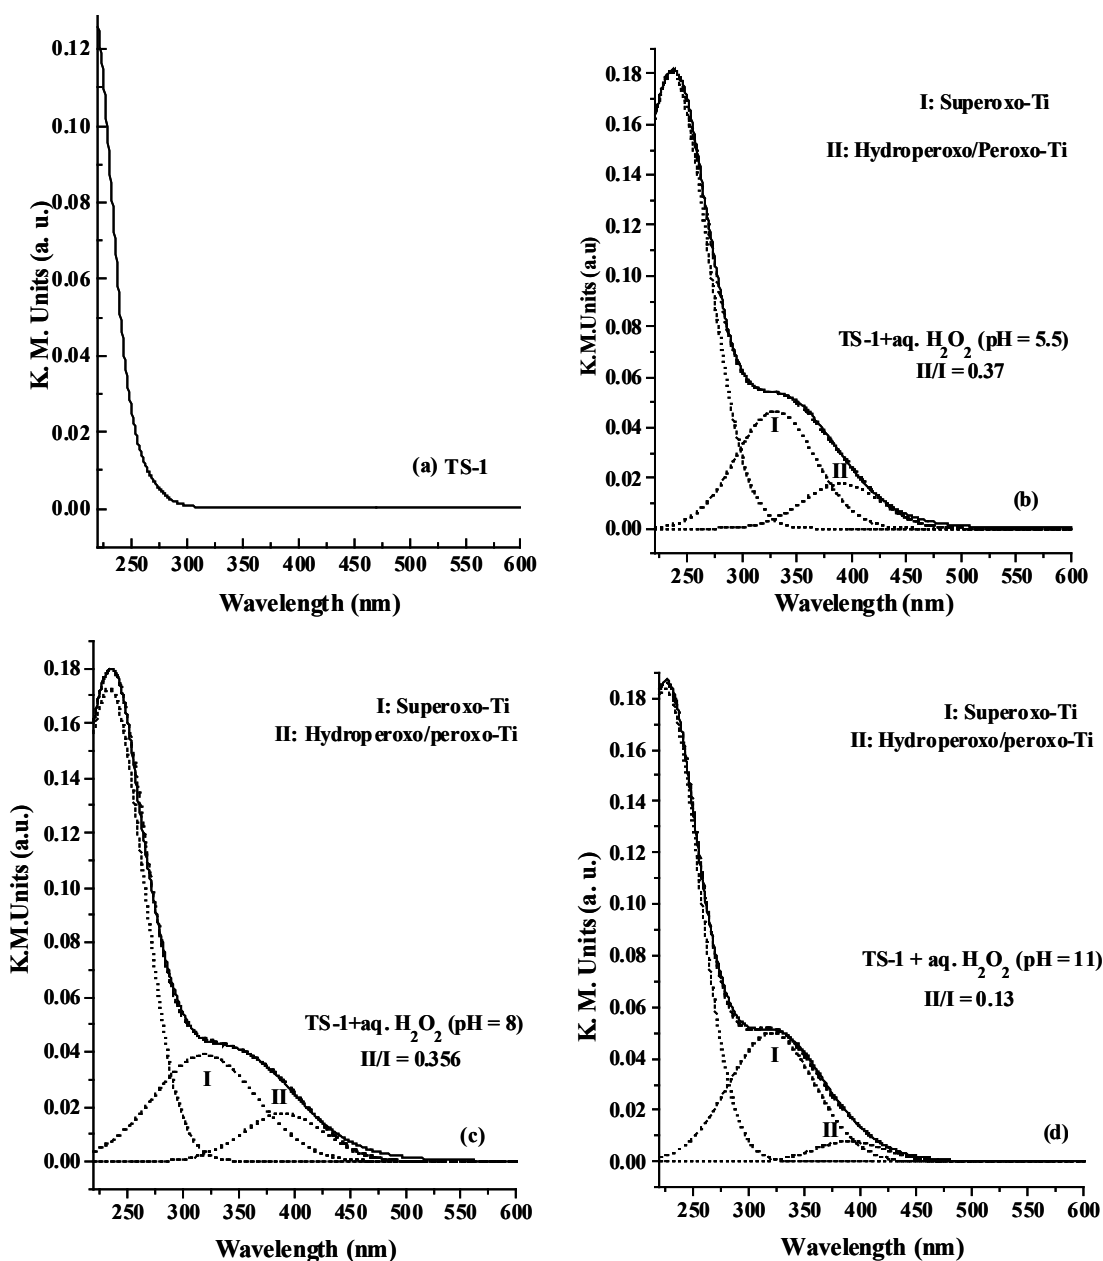 0.12
0.10
0.08
0.06
0.04
0.02
0.00
K. M. Units (a. u.)
(a) TS-1
250 300 350 400 450 500 550 600
Wavelength (nm)
0.18
0.16
0.14
0.12
0.10
0.08
0.06
0.04
0.02
0.00
K.M.Units (a.u)
I: Superoxo-Ti
II: Hydroperoxo/Peroxo-Ti
TS-1+aq. H2O2 (pH = 5.5)
II/I = 0.37
I
II
(b)
250 300 350 400 450 500 550 600
Wavelength (nm)
0.18
0.16
0.14
0.12
0.10
0.08
0.06
0.04
0.02
0.00
K.M.Units (a.u.)
I: Superoxo-Ti
II: Hydroperoxo/peroxo-Ti
TS-1+aq. H2O2 (pH = 8)
II/I = 0.356
I
II
(c)
250 300 350 400 450 500 550 600
Wavelength (nm)
0.18
0.16
0.14
0.12
0.10
0.08
0.06
0.04
0.02
0.00
K. M. Units (a. u.)
I: Superoxo-Ti
II: Hydroperoxo/peroxo-Ti
TS-1 + aq. H2O2 (pH = 11)
II/I = 0.13
I
II
(d)
250 300 350 400 450 500 550 600
Wavelength (nm)